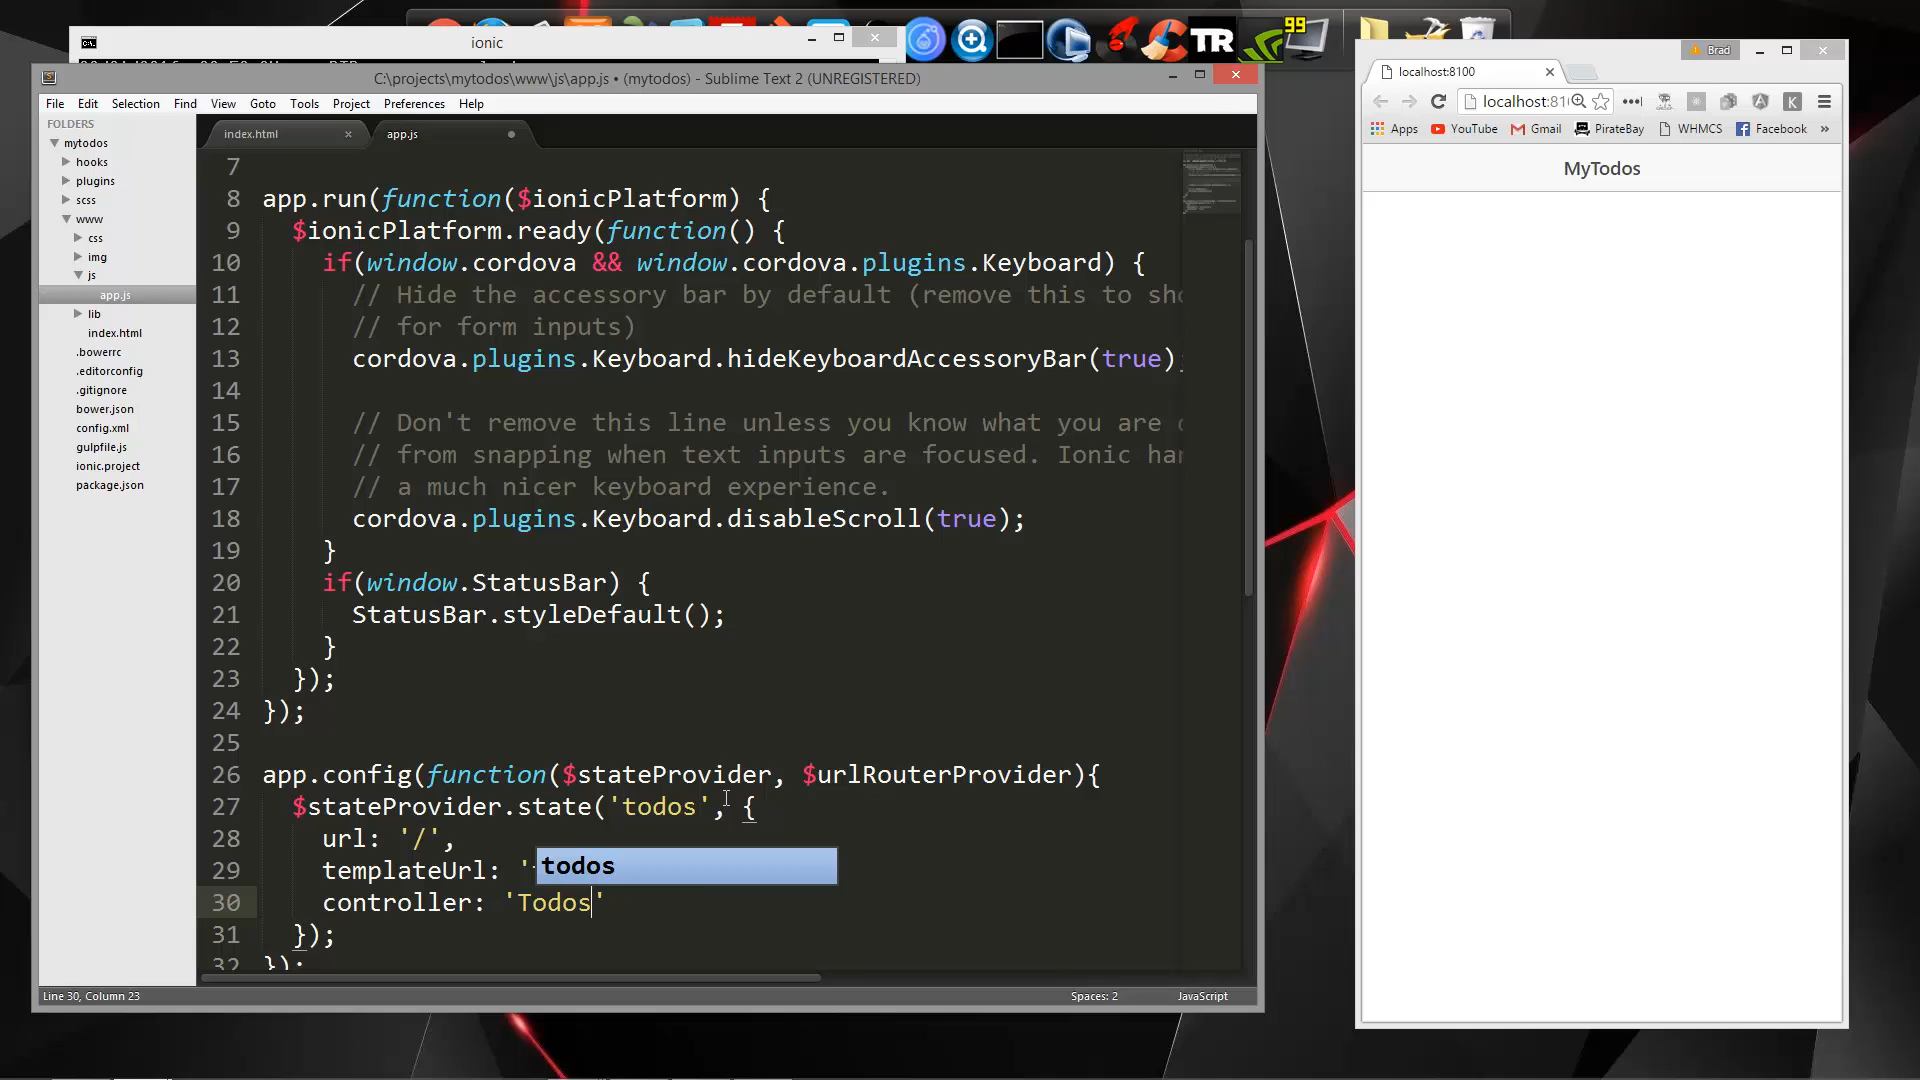 TR
99
ionic
C:\projects\mytodos\www\js\app.js • (mytodos) - Sublime Text 2 (UNREGISTERED)
File Edit Selection Find View Goto Tools Project Preferences Help
FOLDERS
mytodos
hooks
plugins
scss
www
css
img
js
app.js
lib
index.html
.bowerrc
.editorconfig
.gitignore
bower.json
config.xml
gulpfile.js
ionic.project
package.json
index.html
app.js
7
8 app.run(function($ionicPlatform) {
9 $ionicPlatform.ready(function() {
10 if(window.cordova && window.cordova.plugins.Keyboard) {
11 // Hide the accessory bar by default (remove this to
12 // for form inputs)
13 cordova.plugins.Keyboard.hideKeyboardAccessoryBar(true);
14
15 // Don't remove this line unless you know what you are
16 // from snapping when text inputs are focused. Ionic
17 // a much nicer keyboard experience.
18 cordova.plugins.Keyboard.disableScroll(true);
19 }
20 if(window.StatusBar) {
21 StatusBar.styleDefault();
22 }
23 });
24 });
25
26 app.config(function($stateProvider, $urlRouterProvider){
27 $stateProvider.state('todos', {
28 url: '/',
29 templateUrl: '
todos
30 controller: 'Todos'
31 });
32 });
Line 30, Column 23
Spaces: 2
JavaScript
Brad
localhost:8100
Apps YouTube Gmail PirateBay WHMCS Facebook »
MyTodos